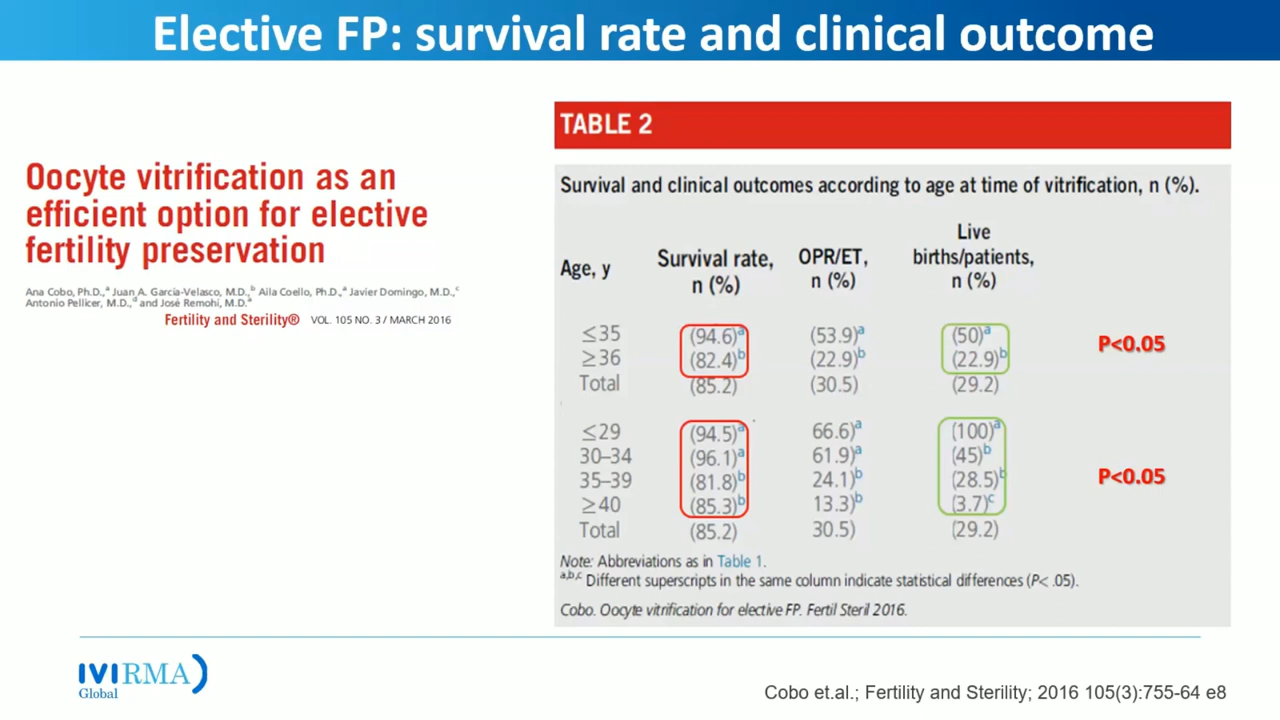 Elective FP: survival rate and clinical outcome
Oocyte vitrification as an
efficient option for elective
fertility preservation
Ana Cobo, Ph.D.,a Juan A. García-Velasco, M.D.,b Aila Coello, Ph.D.,a Javier Domingo, M.D.,c
Antonio Pellicer, M.D.,d and José Remohí, M.D.a
Fertility and Sterility® VOL. 105 NO. 3 / MARCH 2016
TABLE 2
Survival and clinical outcomes according to age at time of vitrification, n (%).
Age, y Survival rate, n (%) OPR/ET, n (%) Live births/patients, n (%)
≤35 (94.6)a (53.9)a (50)a
≥36 (82.4)b (22.9)b (22.9)b
Total (85.2) (30.5) (29.2)
P<0.05
≤29 (94.5)a 66.6)a (100)a
30–34 (96.1)a 61.9)a (45)b
35–39 (81.8)b 24.1)b (28.5)b
≥40 (85.3)b 13.3)b (3.7)c
Total (85.2) 30.5) (29.2)
P<0.05
Note: Abbreviations as in Table 1.
a,b,c Different superscripts in the same column indicate statistical differences (P< .05).
Cobo. Oocyte vitrification for elective FP. Fertil Steril 2016.
IVIRMA
Global
Cobo et.al.; Fertility and Sterility; 2016 105(3):755-64 e8